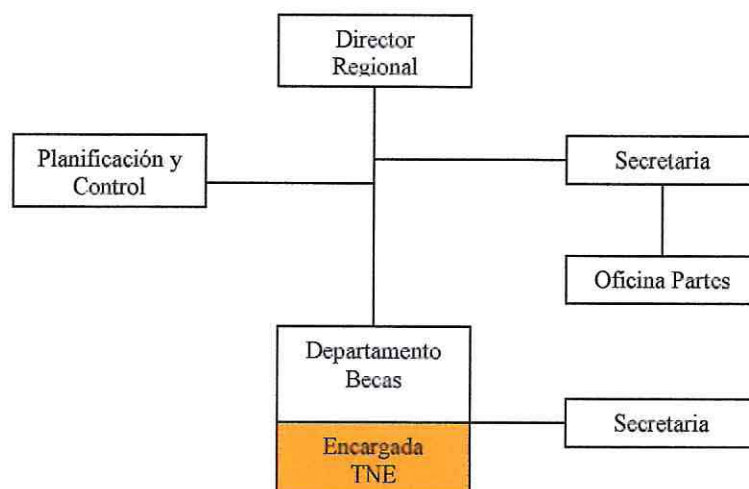 Director
Regional
Planificación y
Control
Secretaria
Oficina Partes
Departamento
Becas
Encargada
TNE
Secretaria